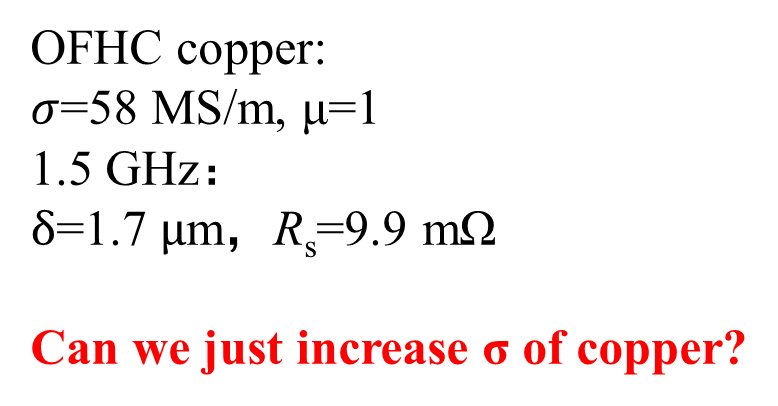 OFHC copper:
σ=58 MS/m, μ=1
1.5 GHz：
δ=1.7 μm，Rₛ=9.9 mΩ
Can we just increase σ of copper?